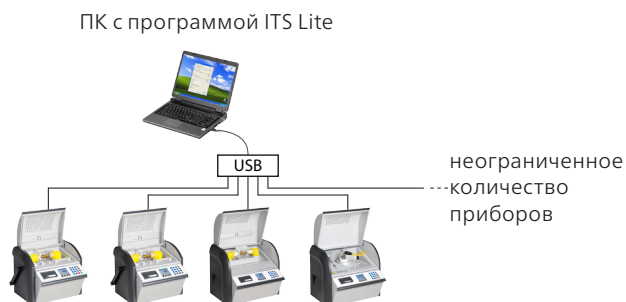 ПК с программой ITS Lite
USB
неограниченное
количество
приборов